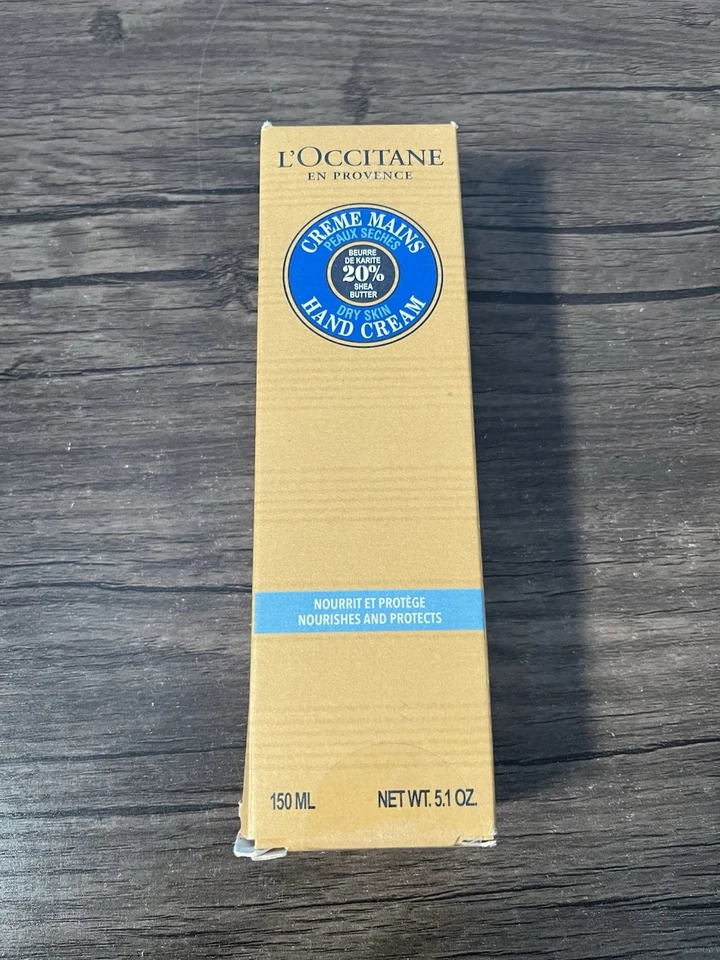 L'OCCITANE
EN PROVENCE
CREME MAINS
PEAUX SECHES
BEURRE
DE KARITE
20%
SHEA
BUTTER
DRY SKIN
HAND CREAM
NOURRIT ET PROTÈGE
NOURISHES AND PROTECTS
150 ML
NET WT. 5.1 OZ.